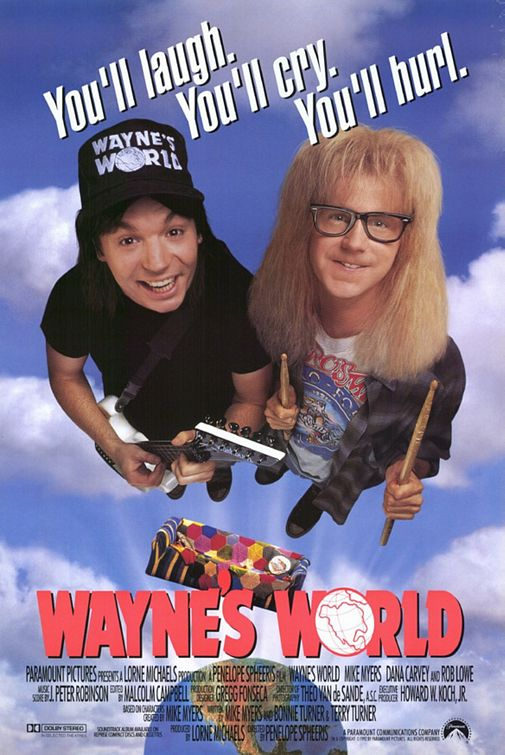 You'll laugh.
You'll cry.
You'll hurl.
WAYNE'S
WORLD
WAYNE'S WORLD
PARAMOUNT PICTURES PRESENTS A LORNE MICHAELS PRODUCTION A PENELOPE SPHEERIS FILM WAYNE'S WORLD MIKE MYERS DANA CARVEY AND ROB LOWE
MUSIC SCORE BY J. PETER ROBINSON EDITED BY MALCOLM CAMPBELL PRODUCTION DESIGNER GREGG FONSECA DIRECTOR OF PHOTOGRAPHY THEO VAN de SANDE, A.S.C. EXECUTIVE PRODUCER HOWARD W. KOCH, JR.
BASED ON CHARACTERS CREATED BY MIKE MYERS WRITTEN BY MIKE MYERS AND BONNIE TURNER & TERRY TURNER
PRODUCED BY LORNE MICHAELS DIRECTED BY PENELOPE SPHEERIS
DOLBY STEREO
IN SELECTED THEATRES
SOUNDTRACK ALBUM AVAILABLE ON
REPRISE COMPACT DISCS AND CASSETTES
A PARAMOUNT COMMUNICATIONS COMPANY
Paramount